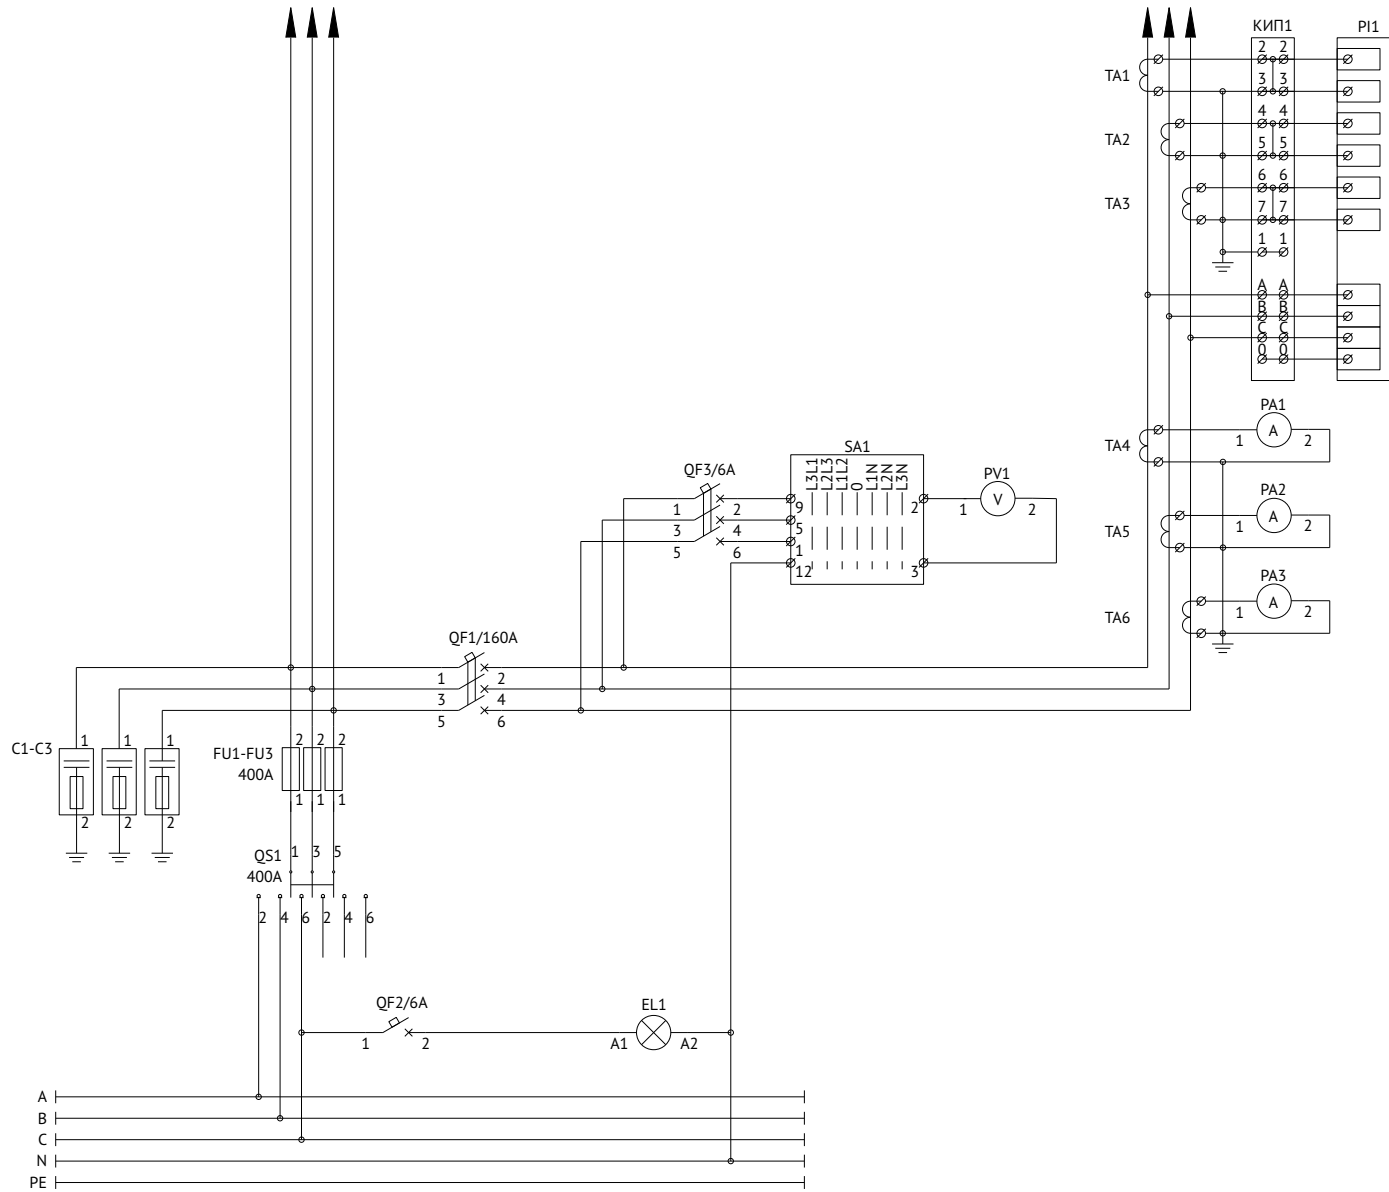 КИП1 PI1
2 2
TA1
3 3
4 4
TA2
5 5
6 6
TA3
7 7
1 1
A A
B B
C C
0 0
PA1
A
1 2
TA4
SA1
L3L1 L2L3 L1L2 0 L1N L2N L3N
QF3/6A
1 2
3 4
5 6
9
5
1
12
2
3
PV1
V
1 2
PA2
A
1 2
TA5
PA3
A
1 2
TA6
QF1/160A
1 2
3 4
5 6
C1-C3
1 1 1
2 2 2
FU1-FU3
400A
2 2 2
1 1 1
QS1
400A
1 3 5
2 4 6 2 4 6
QF2/6A
1 2
EL1
A1 A2
A
B
C
N
PE